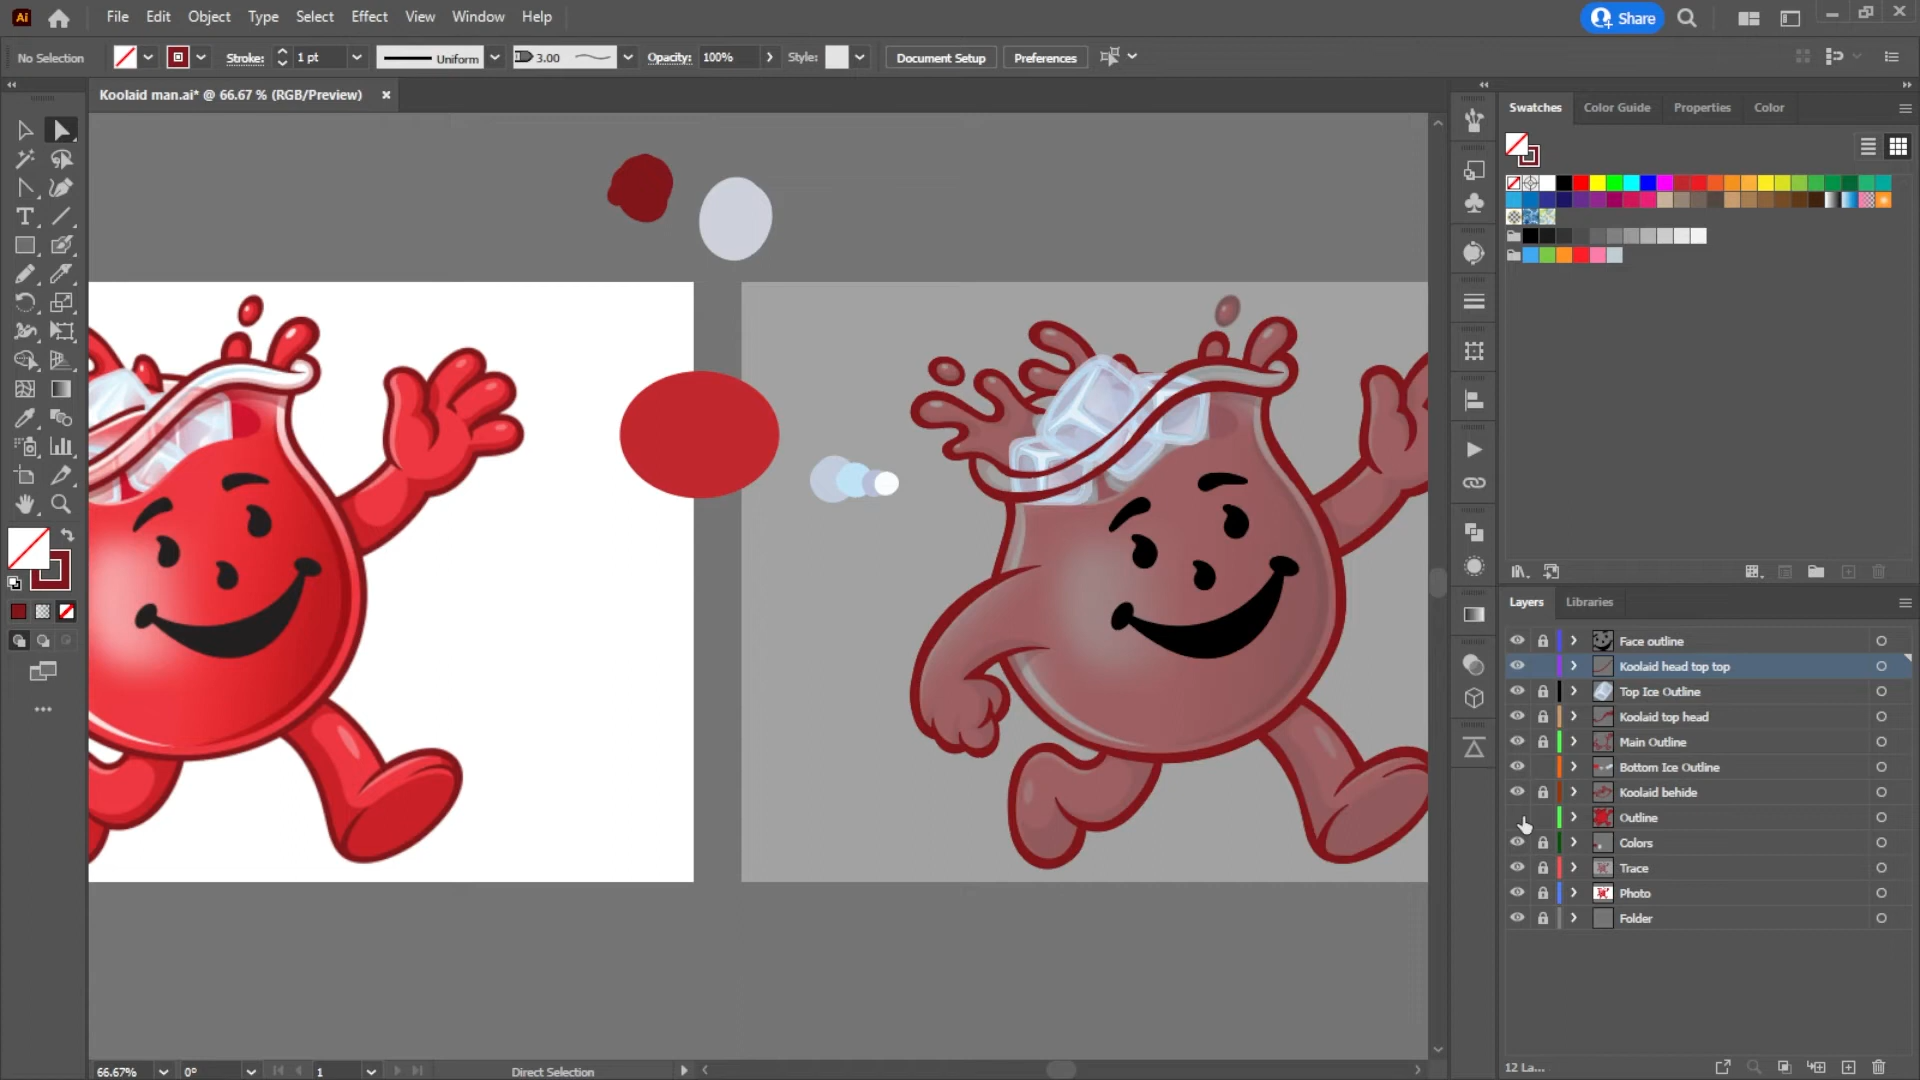 Ai File Edit Object Type Select Effect View Window Help Share
No Selection Stroke: 1 pt Uniform 3.00 Opacity: 100% Style: Document Setup Preferences
Koolaid man.ai* @ 66.67 % (RGB/Preview)
Swatches Color Guide Properties Color
Layers Libraries
Face outline
Koolaid head top top
Top Ice Outline
Koolaid top head
Main Outline
Bottom Ice Outline
Koolaid behide
Outline
Colors
Trace
Photo
Folder
12 La...
66.67% 0° 1 Direct Selection